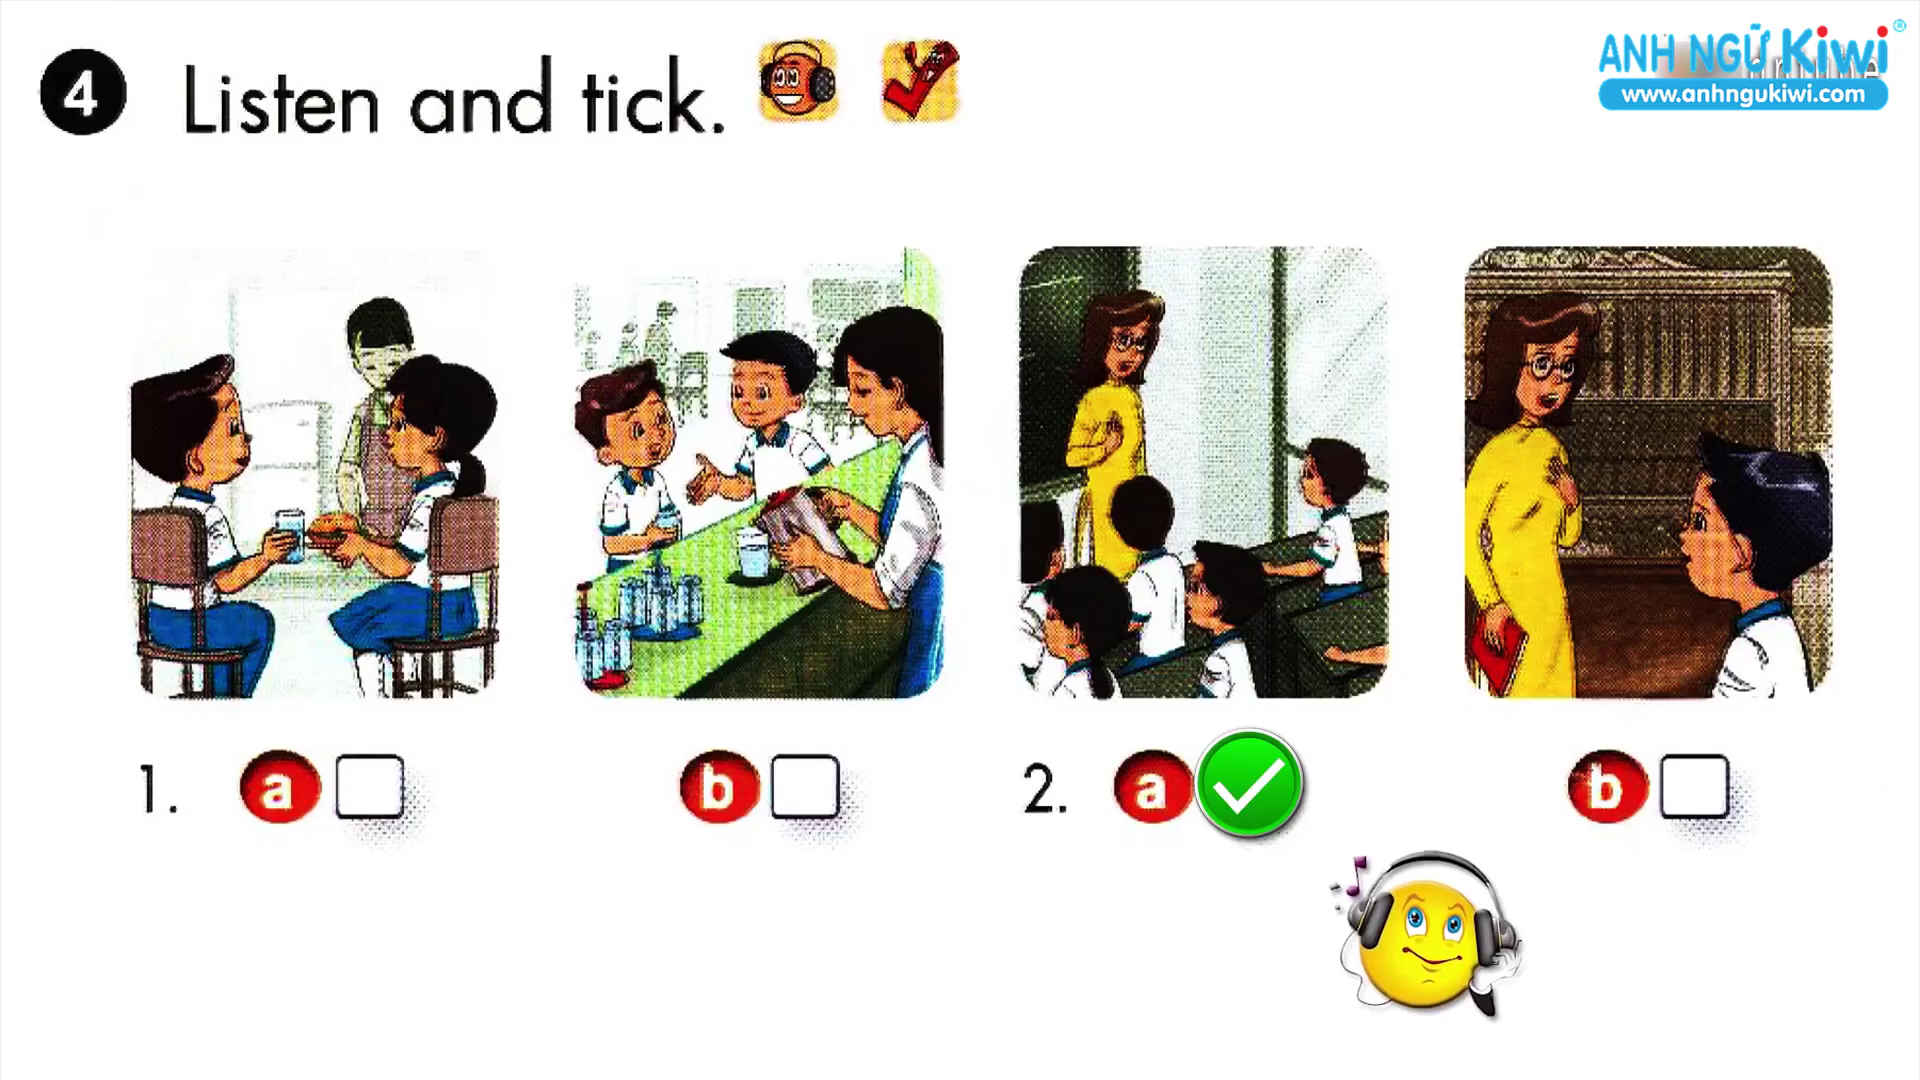 4 Listen and tick.
ANH NGỮ Kiwi ®
www.anhngukiwi.com
1. a b 2. a b